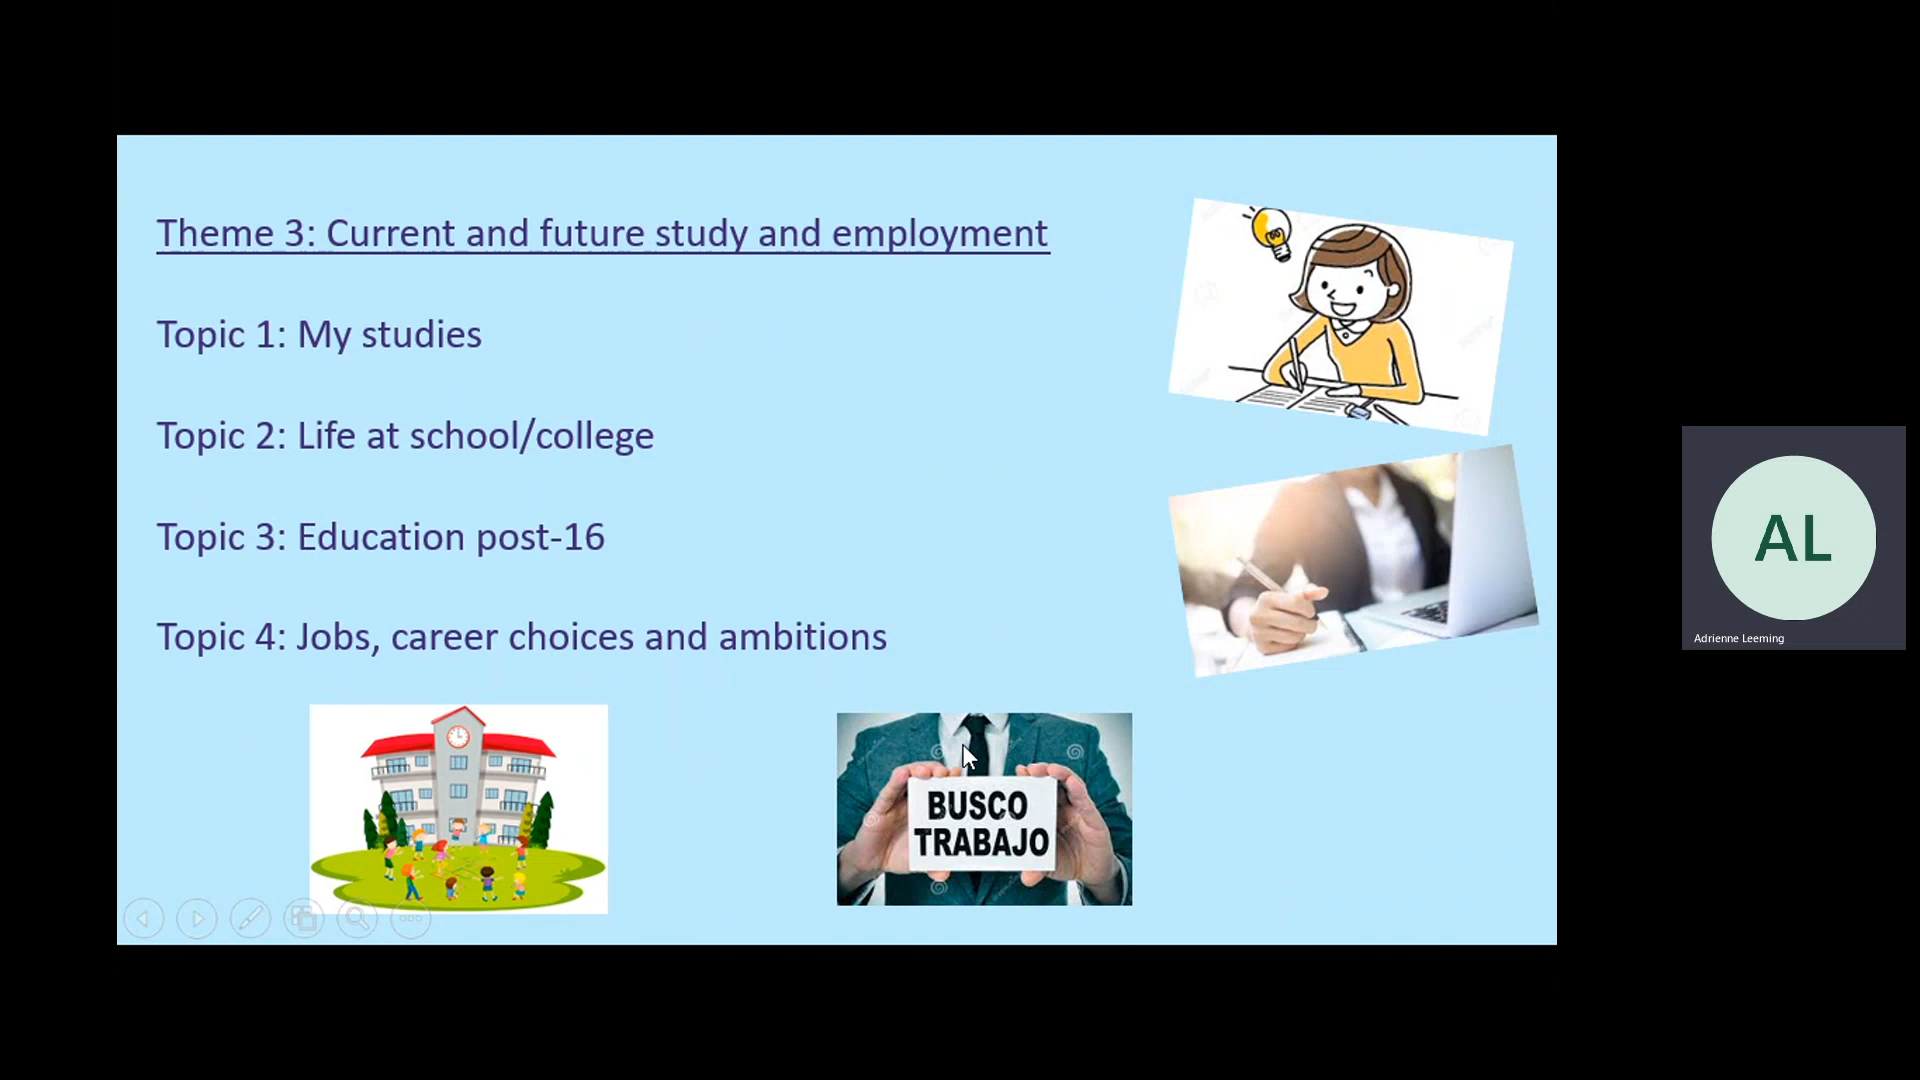 Theme 3: Current and future study and employment
Topic 1: My studies
Topic 2: Life at school/college
Topic 3: Education post-16
Topic 4: Jobs, career choices and ambitions
BUSCO
TRABAJO
AL
Adrienne Leeming